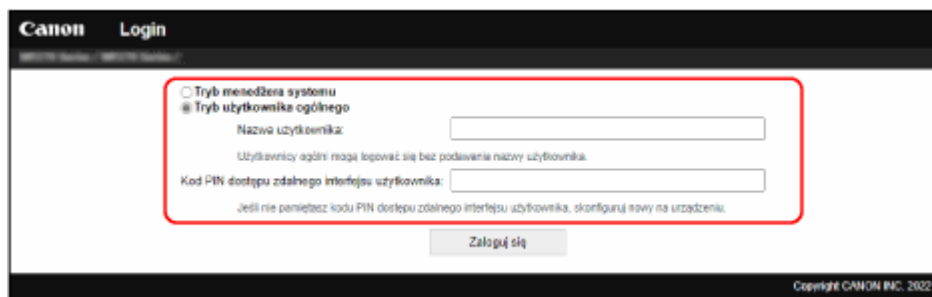 Canon Login
Tryb menedżera systemu
Tryb użytkownika ogólnego
Nazwa użytkownika:
Użytkownicy ogólni mogą logować się bez podawania nazwy użytkownika.
Kod PIN dostępu zdalnego interfejsu użytkownika:
Jeśli nie pamiętasz kodu PIN dostępu zdalnego interfejsu użytkownika, skonfiguruj nowy na urządzeniu.
Zaloguj się
Copyright CANON INC. 2022